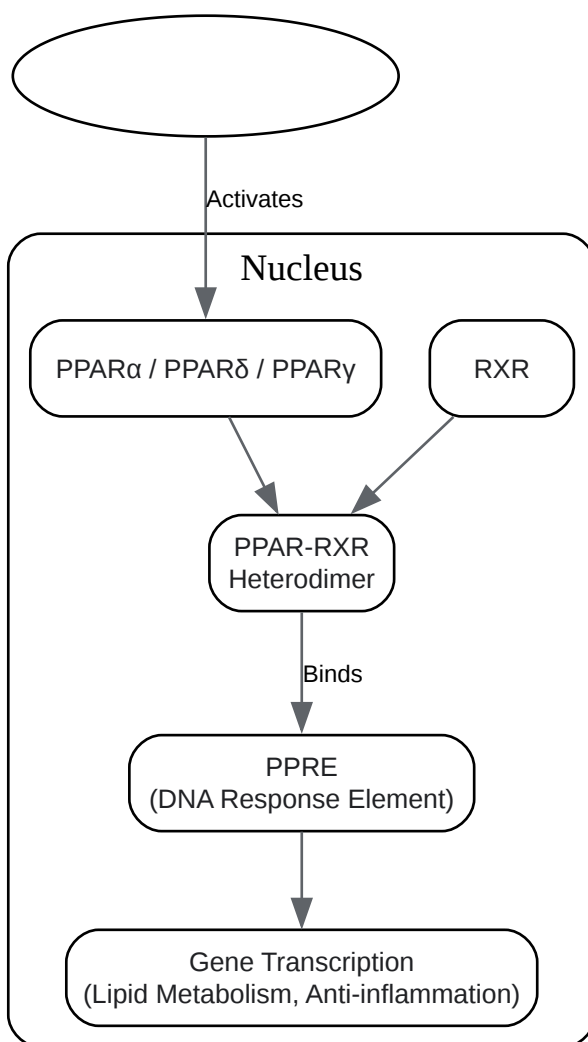 Activates
Nucleus
PPARα / PPARδ / PPARγ
RXR
PPAR-RXR
Heterodimer
Binds
PPRE
(DNA Response Element)
Gene Transcription
(Lipid Metabolism, Anti-inflammation)